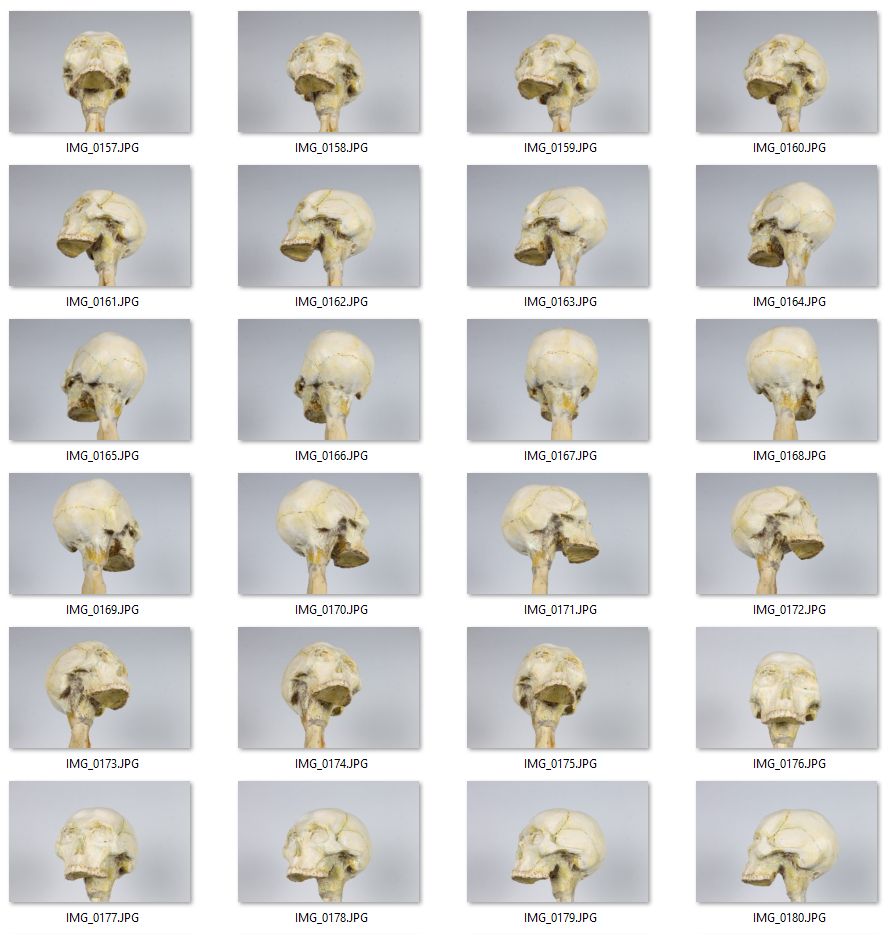 IMG_0157.JPG IMG_0158.JPG IMG_0159.JPG IMG_0160.JPG
IMG_0161.JPG IMG_0162.JPG IMG_0163.JPG IMG_0164.JPG
IMG_0165.JPG IMG_0166.JPG IMG_0167.JPG IMG_0168.JPG
IMG_0169.JPG IMG_0170.JPG IMG_0171.JPG IMG_0172.JPG
IMG_0173.JPG IMG_0174.JPG IMG_0175.JPG IMG_0176.JPG
IMG_0177.JPG IMG_0178.JPG IMG_0179.JPG IMG_0180.JPG